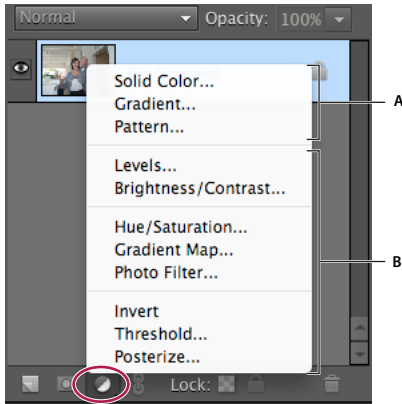 Normal Opacity: 100%
Solid Color...
Gradient...
Pattern...
A
Levels...
Brightness/Contrast...
Hue/Saturation...
Gradient Map...
Photo Filter...
B
Invert
Threshold...
Posterize...
Lock: